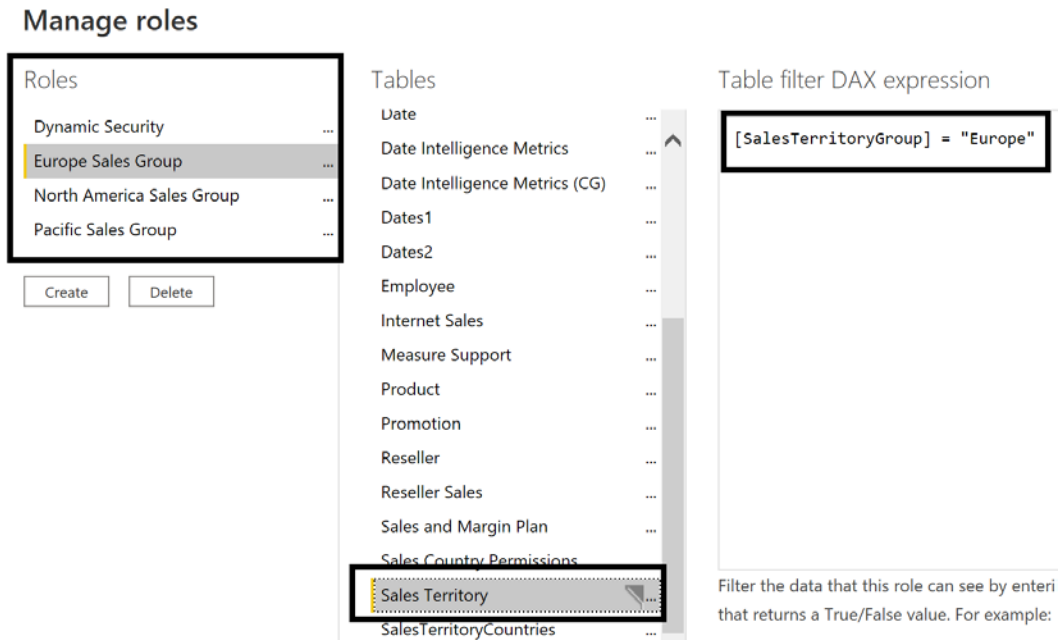 Manage roles
Roles
Dynamic Security ...
Europe Sales Group ...
North America Sales Group ...
Pacific Sales Group ...
Create
Delete
Tables
Date ...
Date Intelligence Metrics ...
Date Intelligence Metrics (CG) ...
Dates1 ...
Dates2 ...
Employee ...
Internet Sales ...
Measure Support ...
Product ...
Promotion ...
Reseller ...
Reseller Sales ...
Sales and Margin Plan ...
Sales Country Permissions
Sales Territory ...
SalesTerritoryCountries ...
Table filter DAX expression
[SalesTerritoryGroup] = "Europe"
Filter the data that this role can see by enteri
that returns a True/False value. For example: